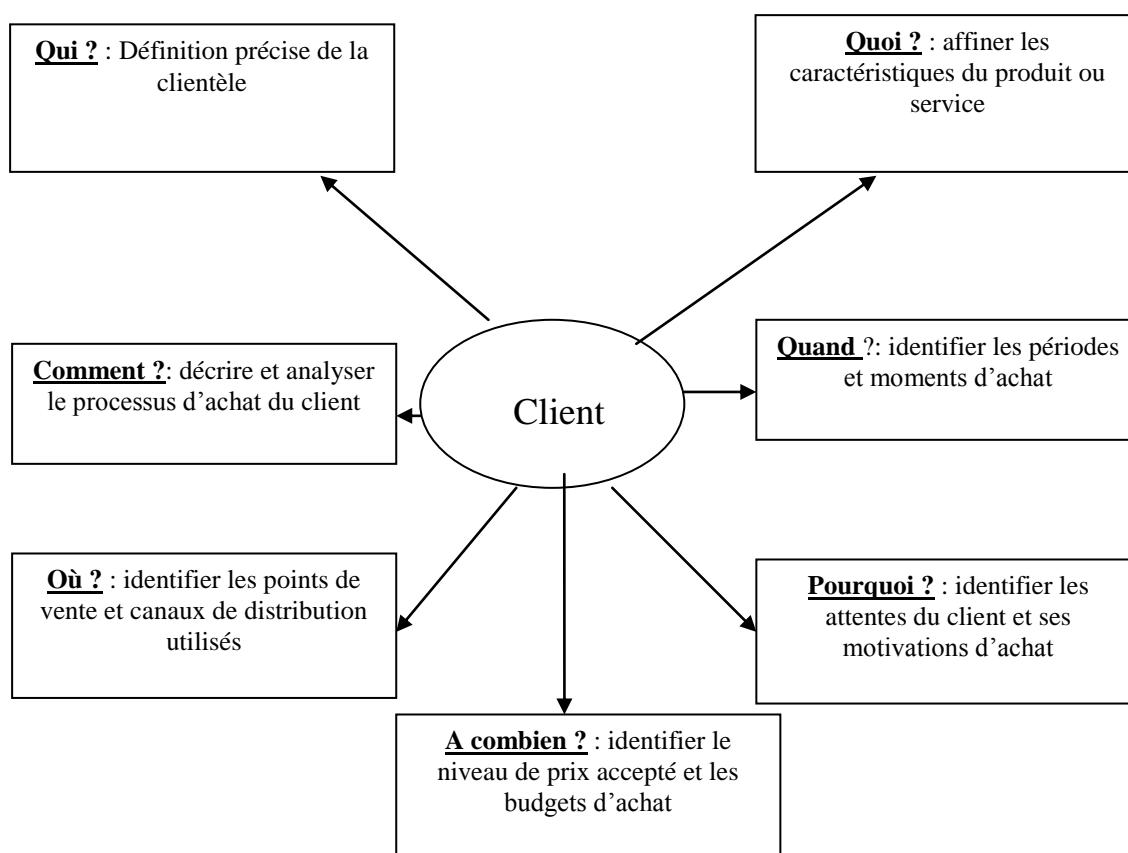 Qui ? : Définition précise de la
clientèle
Quoi ? : affiner les
caractéristiques du produit ou
service
Comment ?: décrire et analyser
le processus d’achat du client
Client
Quand ?: identifier les périodes
et moments d’achat
Où ? : identifier les points de
vente et canaux de distribution
utilisés
Pourquoi ? : identifier les
attentes du client et ses
motivations d’achat
A combien ? : identifier le
niveau de prix accepté et les
budgets d’achat